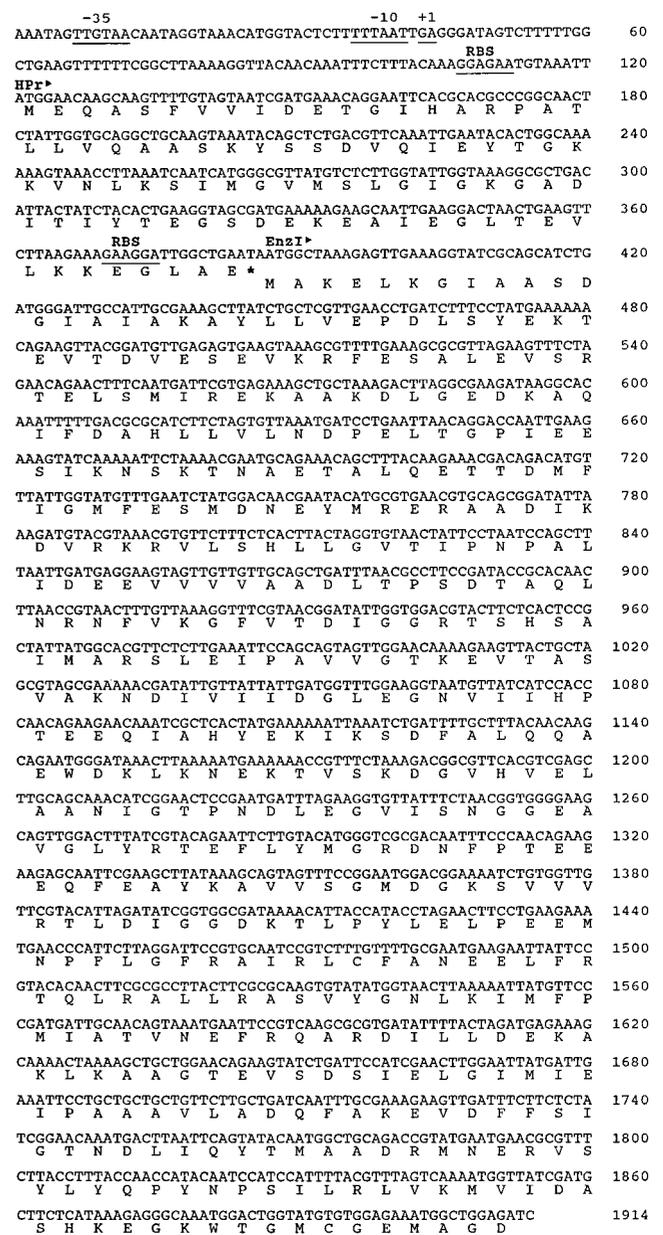 -35 -10 +1
AAATAGTTGTAACAATAGGTAAACATGGTACTCTTTTTAATTGAGGGATAGTCTTTTTGG 60
RBS
CTGAAGTTTTTTCGGCTTAAAAGGTTACAACAAATTTCTTTACAAAGGAGAATGTAAATT 120
HPr
ATGGAACAAGCAAGTTTTGTAGTAATCGATGAAACAGGAATTCACGCACGCCCGGCAACT 180
M E Q A S F V V I D E T G I H A R P A T
CTATTGGTGCAGGCTGCAAGTAAATACAGCTCTGACGTTCAAATTGAATACACTGGCAAA 240
L L V Q A A S K Y S S D V Q I E Y T G K
AAAGTAAACCTTAAATCAATCATGGGCGTTATGTCTCTTGGTATTGGTAAAGGCGCTGAC 300
K V N L K S I M G V M S L G I G K G A D
ATTACTATCTACACTGAAGGTAGCGATGAAAAAGAAGCAATTGAAGGACTAACTGAAGTT 360
I T I Y T E G S D E K E A I E G L T E V
RBS EnzI
CTTAAGAAAGAAGGATTGGCTGAATAATGGCTAAAGAGTTGAAAGGTATCGCAGCATCTG 420
L K K E G L A E *
M A K E L K G I A A S D
ATGGGATTGCCATTGCGAAAGCTTATCTGCTCGTTGAACCTGATCTTTCCTATGAAAAAA 480
G I A I A K A Y L L V E P D L S Y E K T
CAGAAGTTACGGATGTTGAGAGTGAAGTAAAGCGTTTTGAAAGCGCGTTAGAAGTTTCTA 540
E V T D V E S E V K R F E S A L E V S R
GAACAGAACTTTCAATGATTCGTGAGAAAGCTGCTAAAGACTTAGGCGAAGATAAGGCAC 600
T E L S M I R E K A A K D L G E D K A Q
AAATTTTTGACGCGCATCTTCTAGTGTTAAATGATCCTGAATTAACAGGACCAATTGAAG 660
I F D A H L L V L N D P E L T G P I E E
AAAGTATCAAAAATTCTAAAACGAATGCAGAAACAGCTTTACAAGAAACGACAGACATGT 720
S I K N S K T N A E T A L Q E T T D M F
TTATTGGTATGTTTGAATCTATGGACAACGAATACATGCGTGAACGTGCAGCGGATATTA 780
I G M F E S M D N E Y M R E R A A D I K
AAGATGTACGTAAACGTGTTCTTTCTCACTTACTAGGTGTAACTATTCCTAATCCAGCTT 840
D V R K R V L S H L L G V T I P N P A L
TAATTGATGAGGAAGTAGTTGTTGTTGCAGCTGATTTAACGCCTTCCGATACCGCACAAC 900
I D E E V V V V A A D L T P S D T A Q L
TTAACCGTAACTTTGTTAAAGGTTTCGTAACGGATATTGGTGGACGTACTTCTCACTCCG 960
N R N F V K G F V T D I G G R T S H S A
CTATTATGGCACGTTCTCTTGAAATTCCAGCAGTAGTTGGAACAAAAGAAGTTACTGCTA 1020
I M A R S L E I P A V V G T K E V T A S
GCGTAGCGAAAAACGATATTGTTATTATTGATGGTTTGGAAGGTAATGTTATCATCCACC 1080
V A K N D I V I I D G L E G N V I I H P
CAACAGAAGAACAAATCGCTCACTATGAAAAAATTAAATCTGATTTTGCTTTACAACAAG 1140
T E E Q I A H Y E K I K S D F A L Q Q A
CAGAATGGGATAAACTTAAAAATGAAAAAACCGTTTCTAAAGACGGCGTTCACGTCGAGC 1200
E W D K L K N E K T V S K D G V H V E L
TTGCAGCAAACATCGGAACTCCGAATGATTTAGAAGGTGTTATTTCTAACGGTGGGGAAG 1260
A A N I G T P N D L E G V I S N G G E A
CAGTTGGACTTTATCGTACAGAATTCTTGTACATGGGTCGCGACAATTTCCCAACAGAAG 1320
V G L Y R T E F L Y M G R D N F P T E E
AAGAGCAATTCGAAGCTTATAAAGCAGTAGTTTCCGGAATGGACGGAAAATCTGTGGTTG 1380
E Q F E A Y K A V V S G M D G K S V V V
TTCGTACATTAGATATCGGTGGCGATAAAACATTACCATACCTAGAACTTCCTGAAGAAA 1440
R T L D I G G D K T L P Y L E L P E E M
TGAACCCATTCTTAGGATTCCGTGCAATCCGTCTTTGTTTTGCGAATGAAGAATTATTCC 1500
N P F L G F R A I R L C F A N E E L F R
GTACACAACTTCGCGCCTTACTTCGCGCAAGTGTATATGGTAACTTAAAAATTATGTTCC 1560
T Q L R A L L R A S V Y G N L K I M F P
CGATGATTGCAACAGTAAATGAATTCCGTCAAGCGCGTGATATTTTACTAGATGAGAAAG 1620
M I A T V N E F R Q A R D I L L D E K A
CAAAACTAAAAGCTGCTGGAACAGAAGTATCTGATTCCATCGAACTTGGAATTATGATTG 1680
K L K A A G T E V S D S I E L G I M I E
AAATTCCTGCTGCTGCTGTTCTTGCTGATCAATTTGCGAAAGAAGTTGATTTCTTCTCTA 1740
I P A A A V L A D Q F A K E V D F F S I
TCGGAACAAATGACTTAATTCAGTATACAATGGCTGCAGACCGTATGAATGAACGCGTTT 1800
G T N D L I Q Y T M A A D R M N E R V S
CTTACCTTTACCAACCATACAATCCATCCATTTTACGTTTAGTCAAAATGGTTATCGATG 1860
Y L Y Q P Y N P S I L R L V K M V I D A
CTTCTCATAAAGAGGGCAAATGGACTGGTATGTGTGGAGAAATGGCTGGAGATC 1914
S H K E G K W T G M C G E M A G D